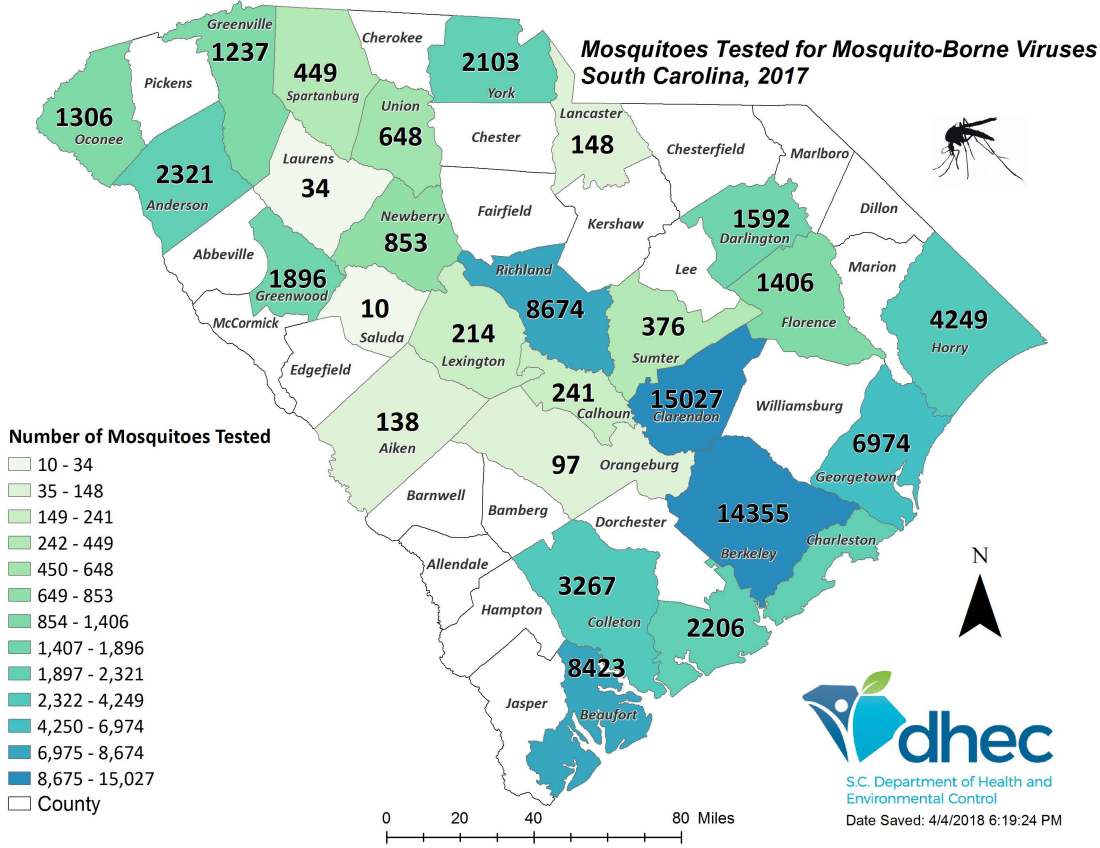 Mosquitoes Tested for Mosquito-Borne Viruses
South Carolina, 2017
Greenville
1237
Cherokee
2103
York
449
Spartanburg
Pickens
Union
648
1306
Oconee
Lancaster
148
Chester
Chesterfield
Marlboro
Laurens
34
2321
Anderson
Newberry
853
Fairfield
Kershaw
1592
Darlington
Dillon
Abbeville
1896
Greenwood
Richland
8674
Lee
1406
Florence
Marion
McCormick
10
Saluda
214
Lexington
376
Sumter
4249
Horry
Edgefield
241
Calhoun
15027
Clarendon
Williamsburg
138
Aiken
6974
Georgetown
97
Orangeburg
Barnwell
Bamberg
Dorchester
14355
Berkeley
Charleston
2206
Allendale
3267
Colleton
Hampton
8423
Beaufort
Jasper
Number of Mosquitoes Tested
10 - 34
35 - 148
149 - 241
242 - 449
450 - 648
649 - 853
854 - 1,406
1,407 - 1,896
1,897 - 2,321
2,322 - 4,249
4,250 - 6,974
6,975 - 8,674
8,675 - 15,027
County
N
dhec
S.C. Department of Health and
Environmental Control
Date Saved: 4/4/2018 6:19:24 PM
0 20 40 80 Miles